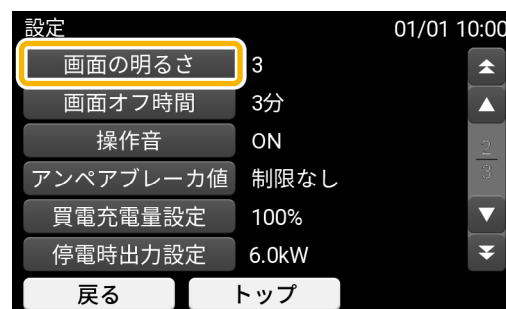 設定 01/01 10:00
画面の明るさ 3
画面オフ時間 3分
操作音 ON
アンペアブレーカ値 制限なし
買電充電量設定 100%
停電時出力設定 6.0kW
2
3
戻る トップ